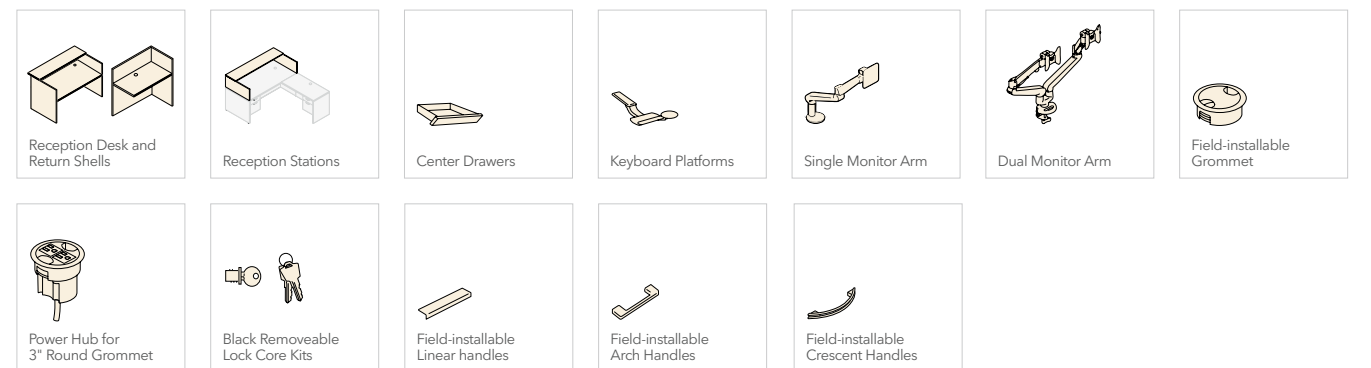 Reception Desk and
Return Shells
Reception Stations
Center Drawers
Keyboard Platforms
Single Monitor Arm
Dual Monitor Arm
Field-installable
Grommet
Power Hub for
3" Round Grommet
Black Removeable
Lock Core Kits
Field-installable
Linear handles
Field-installable
Arch Handles
Field-installable
Crescent Handles